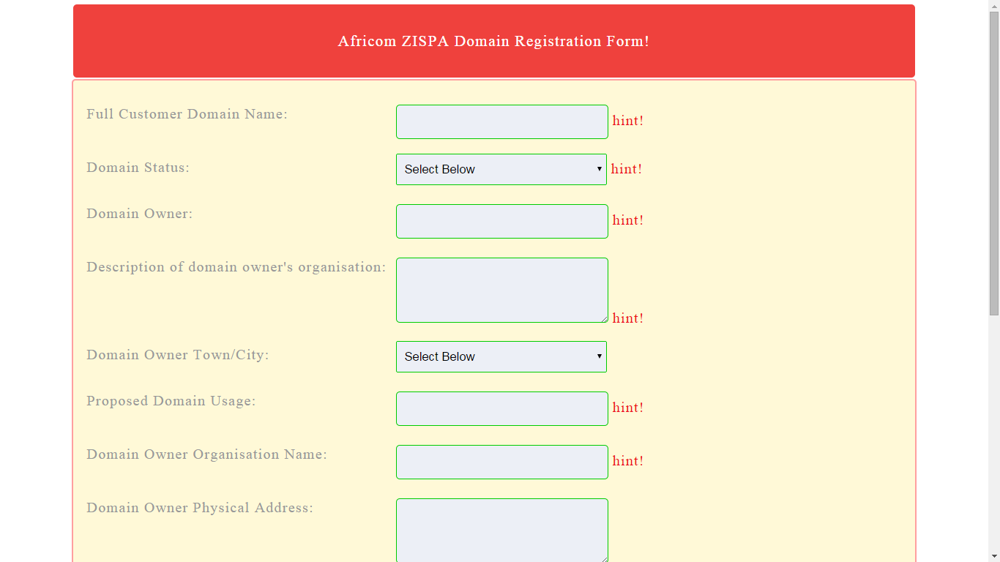 Africom ZISPA Domain Registration Form!
Full Customer Domain Name: hint!
Domain Status: Select Below hint!
Domain Owner: hint!
Description of domain owner's organisation: hint!
Domain Owner Town/City: Select Below
Proposed Domain Usage: hint!
Domain Owner Organisation Name: hint!
Domain Owner Physical Address: